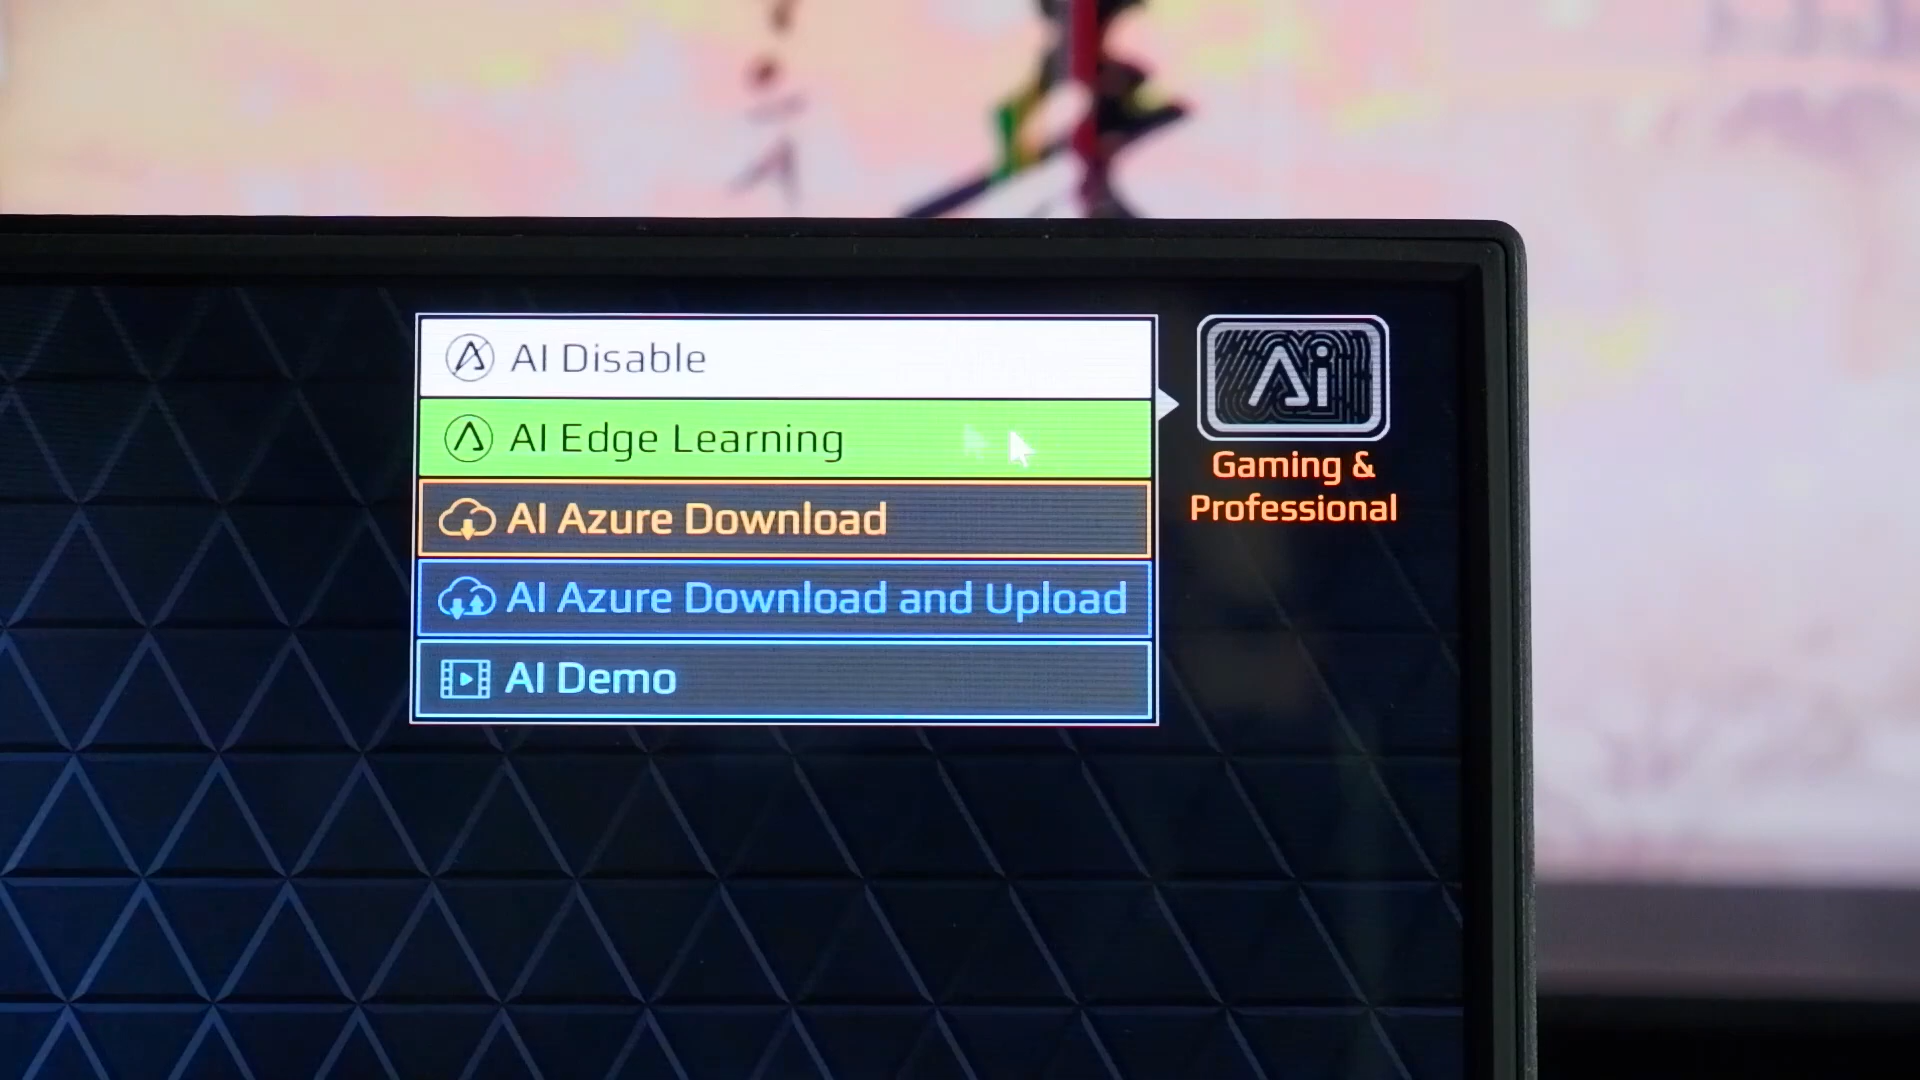 AI Disable
AI Edge Learning
AI Azure Download
AI Azure Download and Upload
AI Demo
Ai
Gaming &
Professional